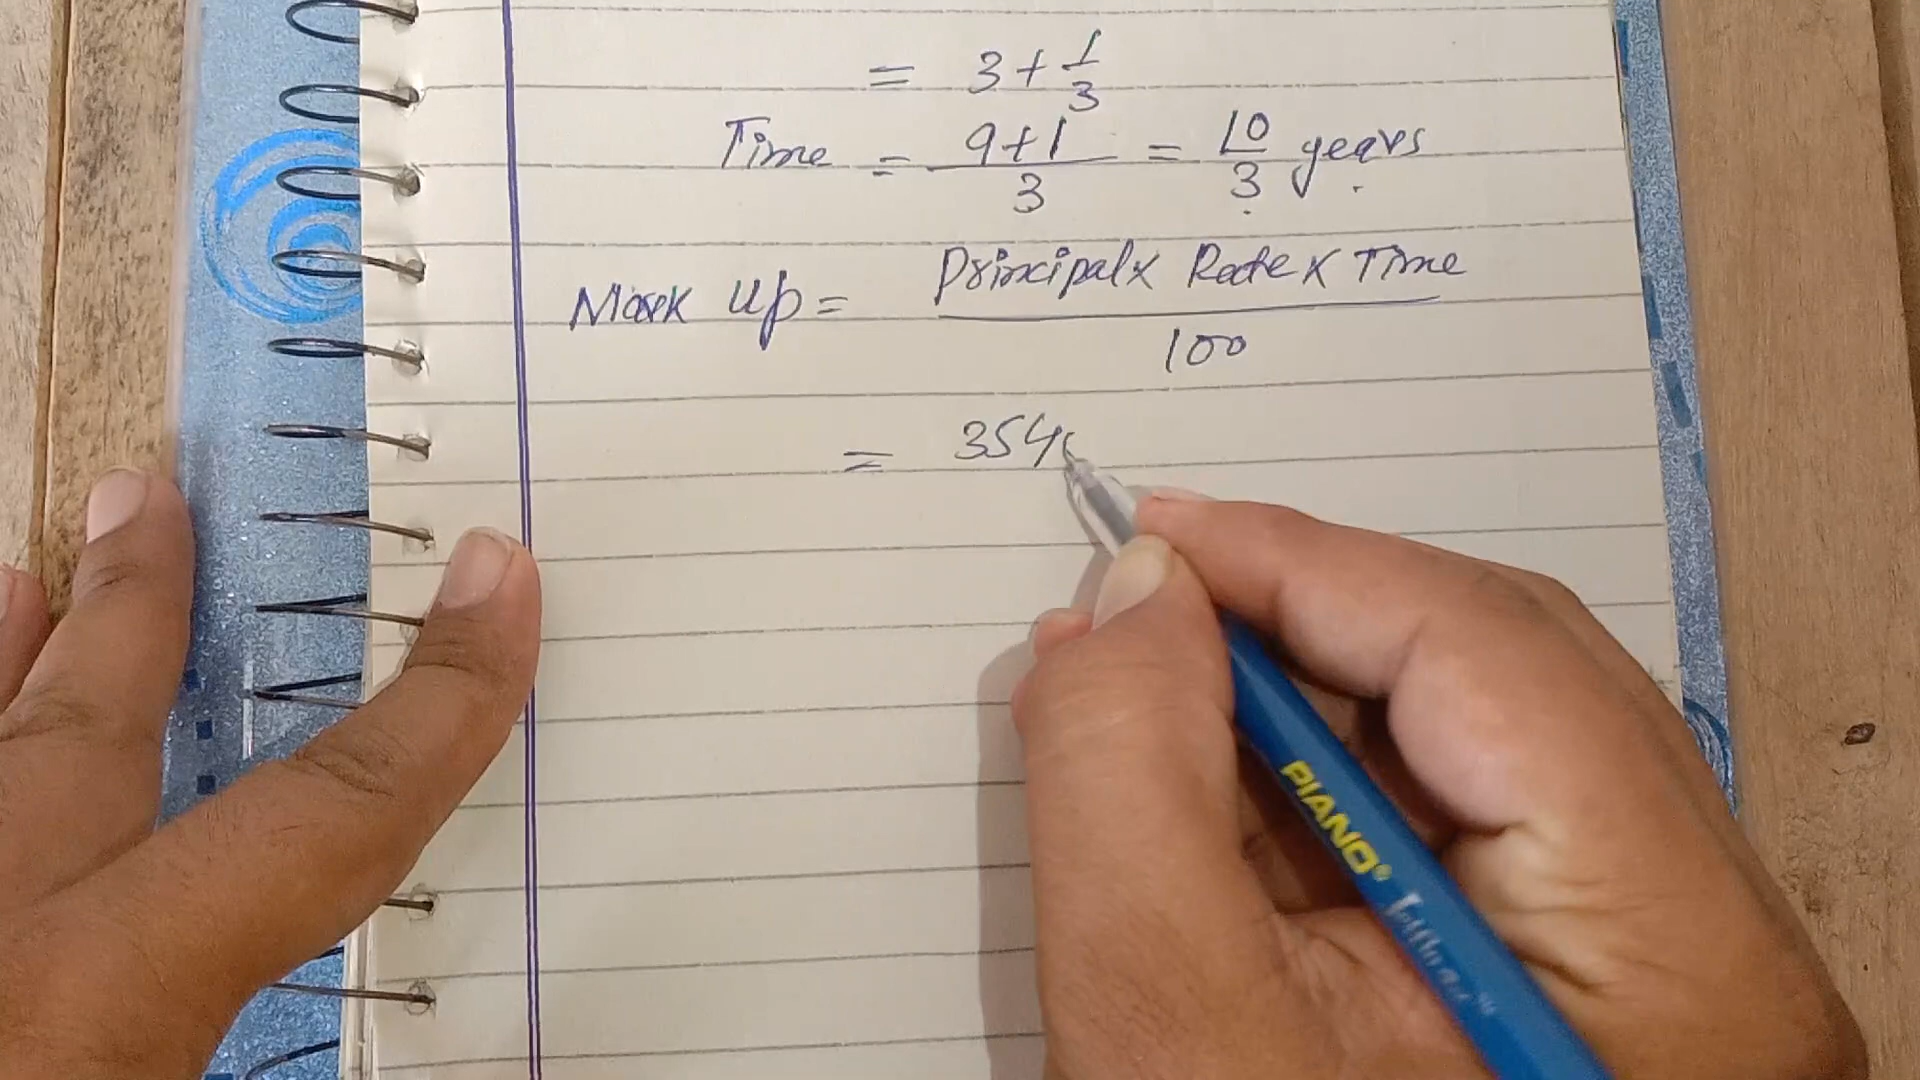 = 3 + 1/3
Time = 9+1/3 = 10/3 years
Mark Up = Principal x Rate x Time / 100
= 354
PIANO